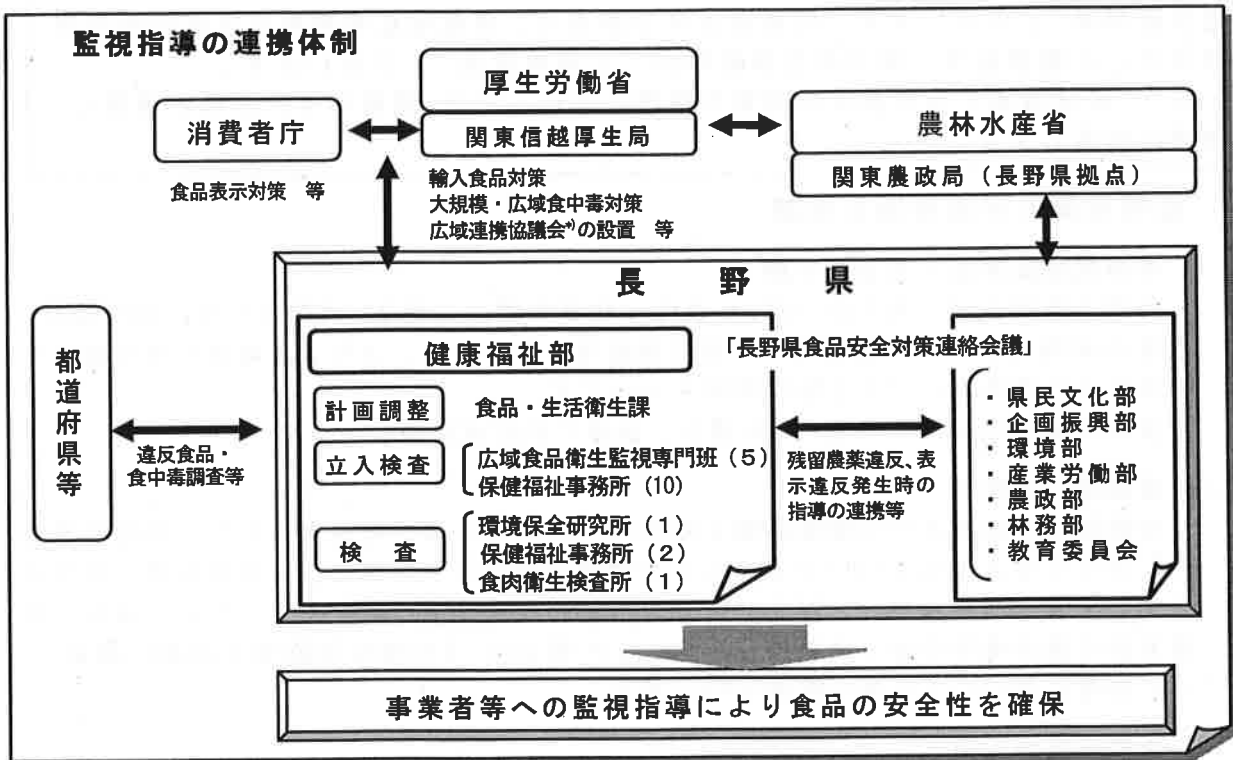 監視指導の連携体制
厚生労働省
関東信越厚生局
消費者庁
農林水産省
関東農政局（長野県拠点）
食品表示対策　等
輸入食品対策
大規模・広域食中毒対策
広域連携協議会*)の設置　等
長　野　県
都道府県等
違反食品・
食中毒調査等
健康福祉部
「長野県食品安全対策連絡会議」
計画調整
食品・生活衛生課
立入検査
広域食品衛生監視専門班（５）
保健福祉事務所（10）
検　査
環境保全研究所（１）
保健福祉事務所（２）
食肉衛生検査所（１）
残留農薬違反、表
示違反発生時の
指導の連携等
・県民文化部
・企画振興部
・環境部
・産業労働部
・農政部
・林務部
・教育委員会
事業者等への監視指導により食品の安全性を確保